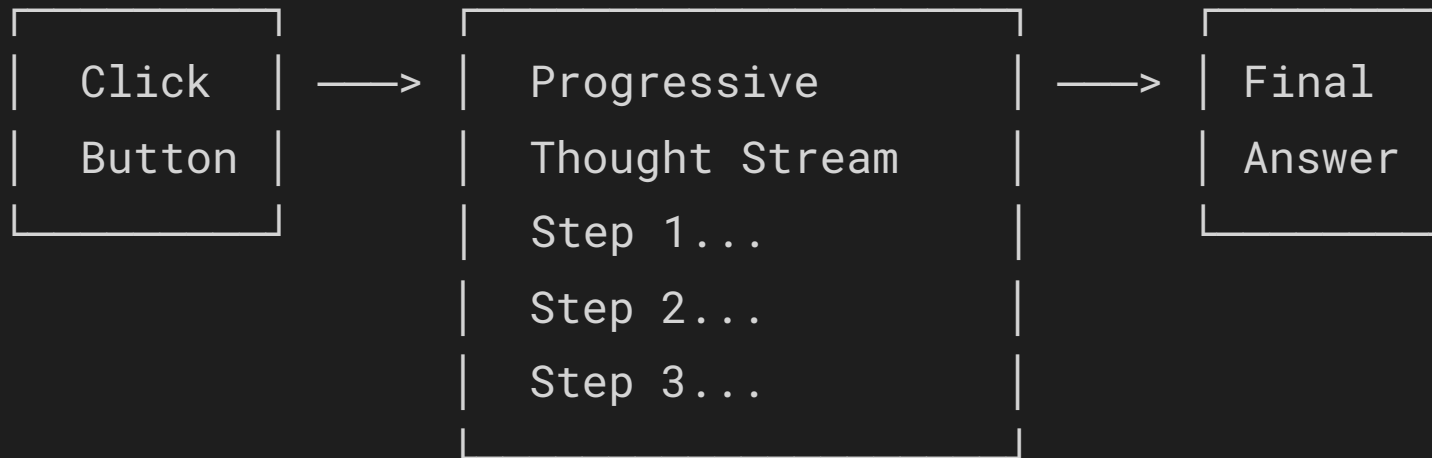 Click ———> Progressive ———> Final
Button Thought Stream Answer
Step 1...
Step 2...
Step 3...